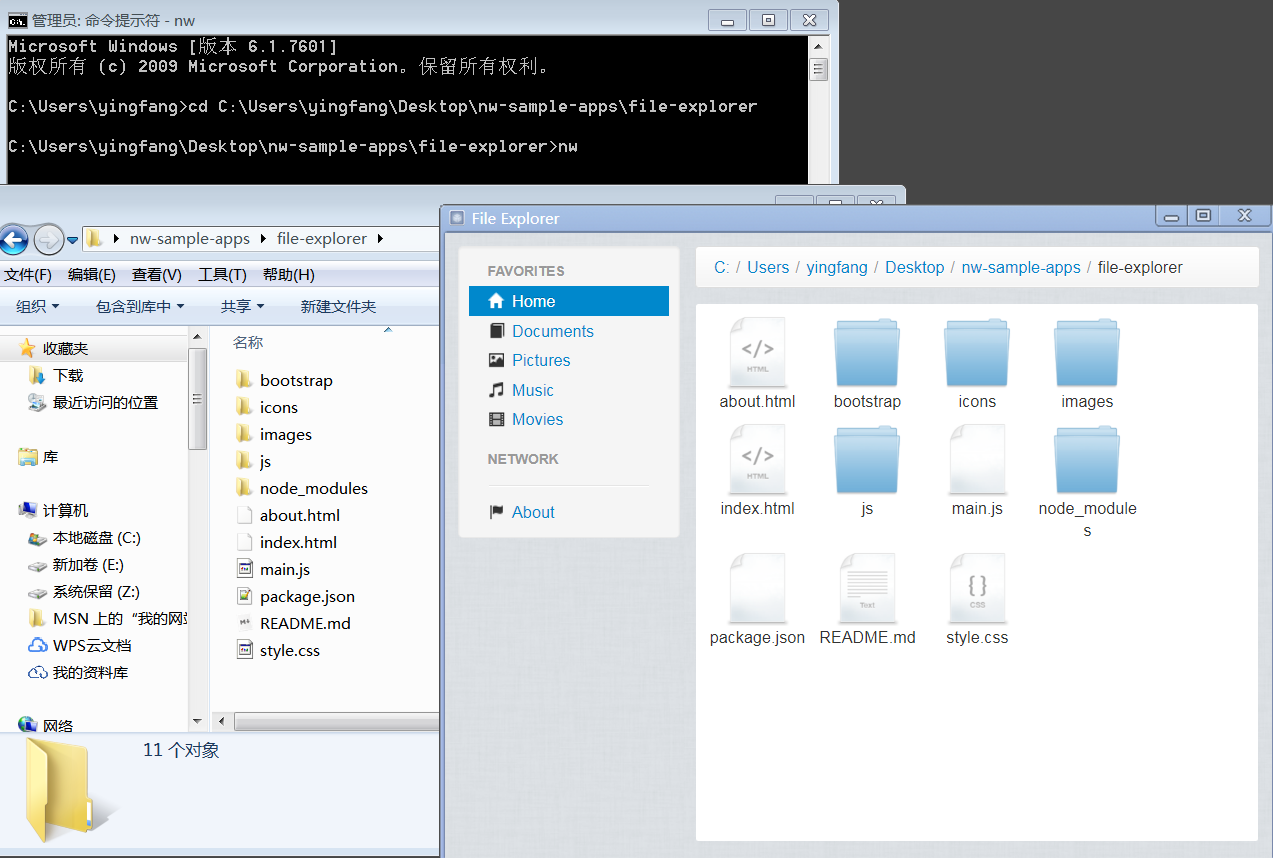 管理员: 命令提示符 - nw
Microsoft Windows [版本 6.1.7601]
版权所有 (c) 2009 Microsoft Corporation。保留所有权利。
C:\Users\yingfang>cd C:\Users\yingfang\Desktop\nw-sample-apps\file-explorer
C:\Users\yingfang\Desktop\nw-sample-apps\file-explorer>nw
nw-sample-apps file-explorer
文件(F) 编辑(E) 查看(V) 工具(T) 帮助(H)
组织 包含到库中 共享 新建文件夹
收藏夹
下载
最近访问的位置
库
计算机
本地磁盘 (C:)
新加卷 (E:)
系统保留 (Z:)
MSN 上的“我的网站
WPS云文档
我的资料库
网络
名称
bootstrap
icons
images
js
node_modules
about.html
index.html
main.js
package.json
README.md
style.css
11 个对象
File Explorer
FAVORITES
Home
Documents
Pictures
Music
Movies
NETWORK
About
C: / Users / yingfang / Desktop / nw-sample-apps / file-explorer
</> HTML
about.html bootstrap icons images
</> HTML
index.html js main.js node_module
s
Text {} CSS
package.json README.md style.css